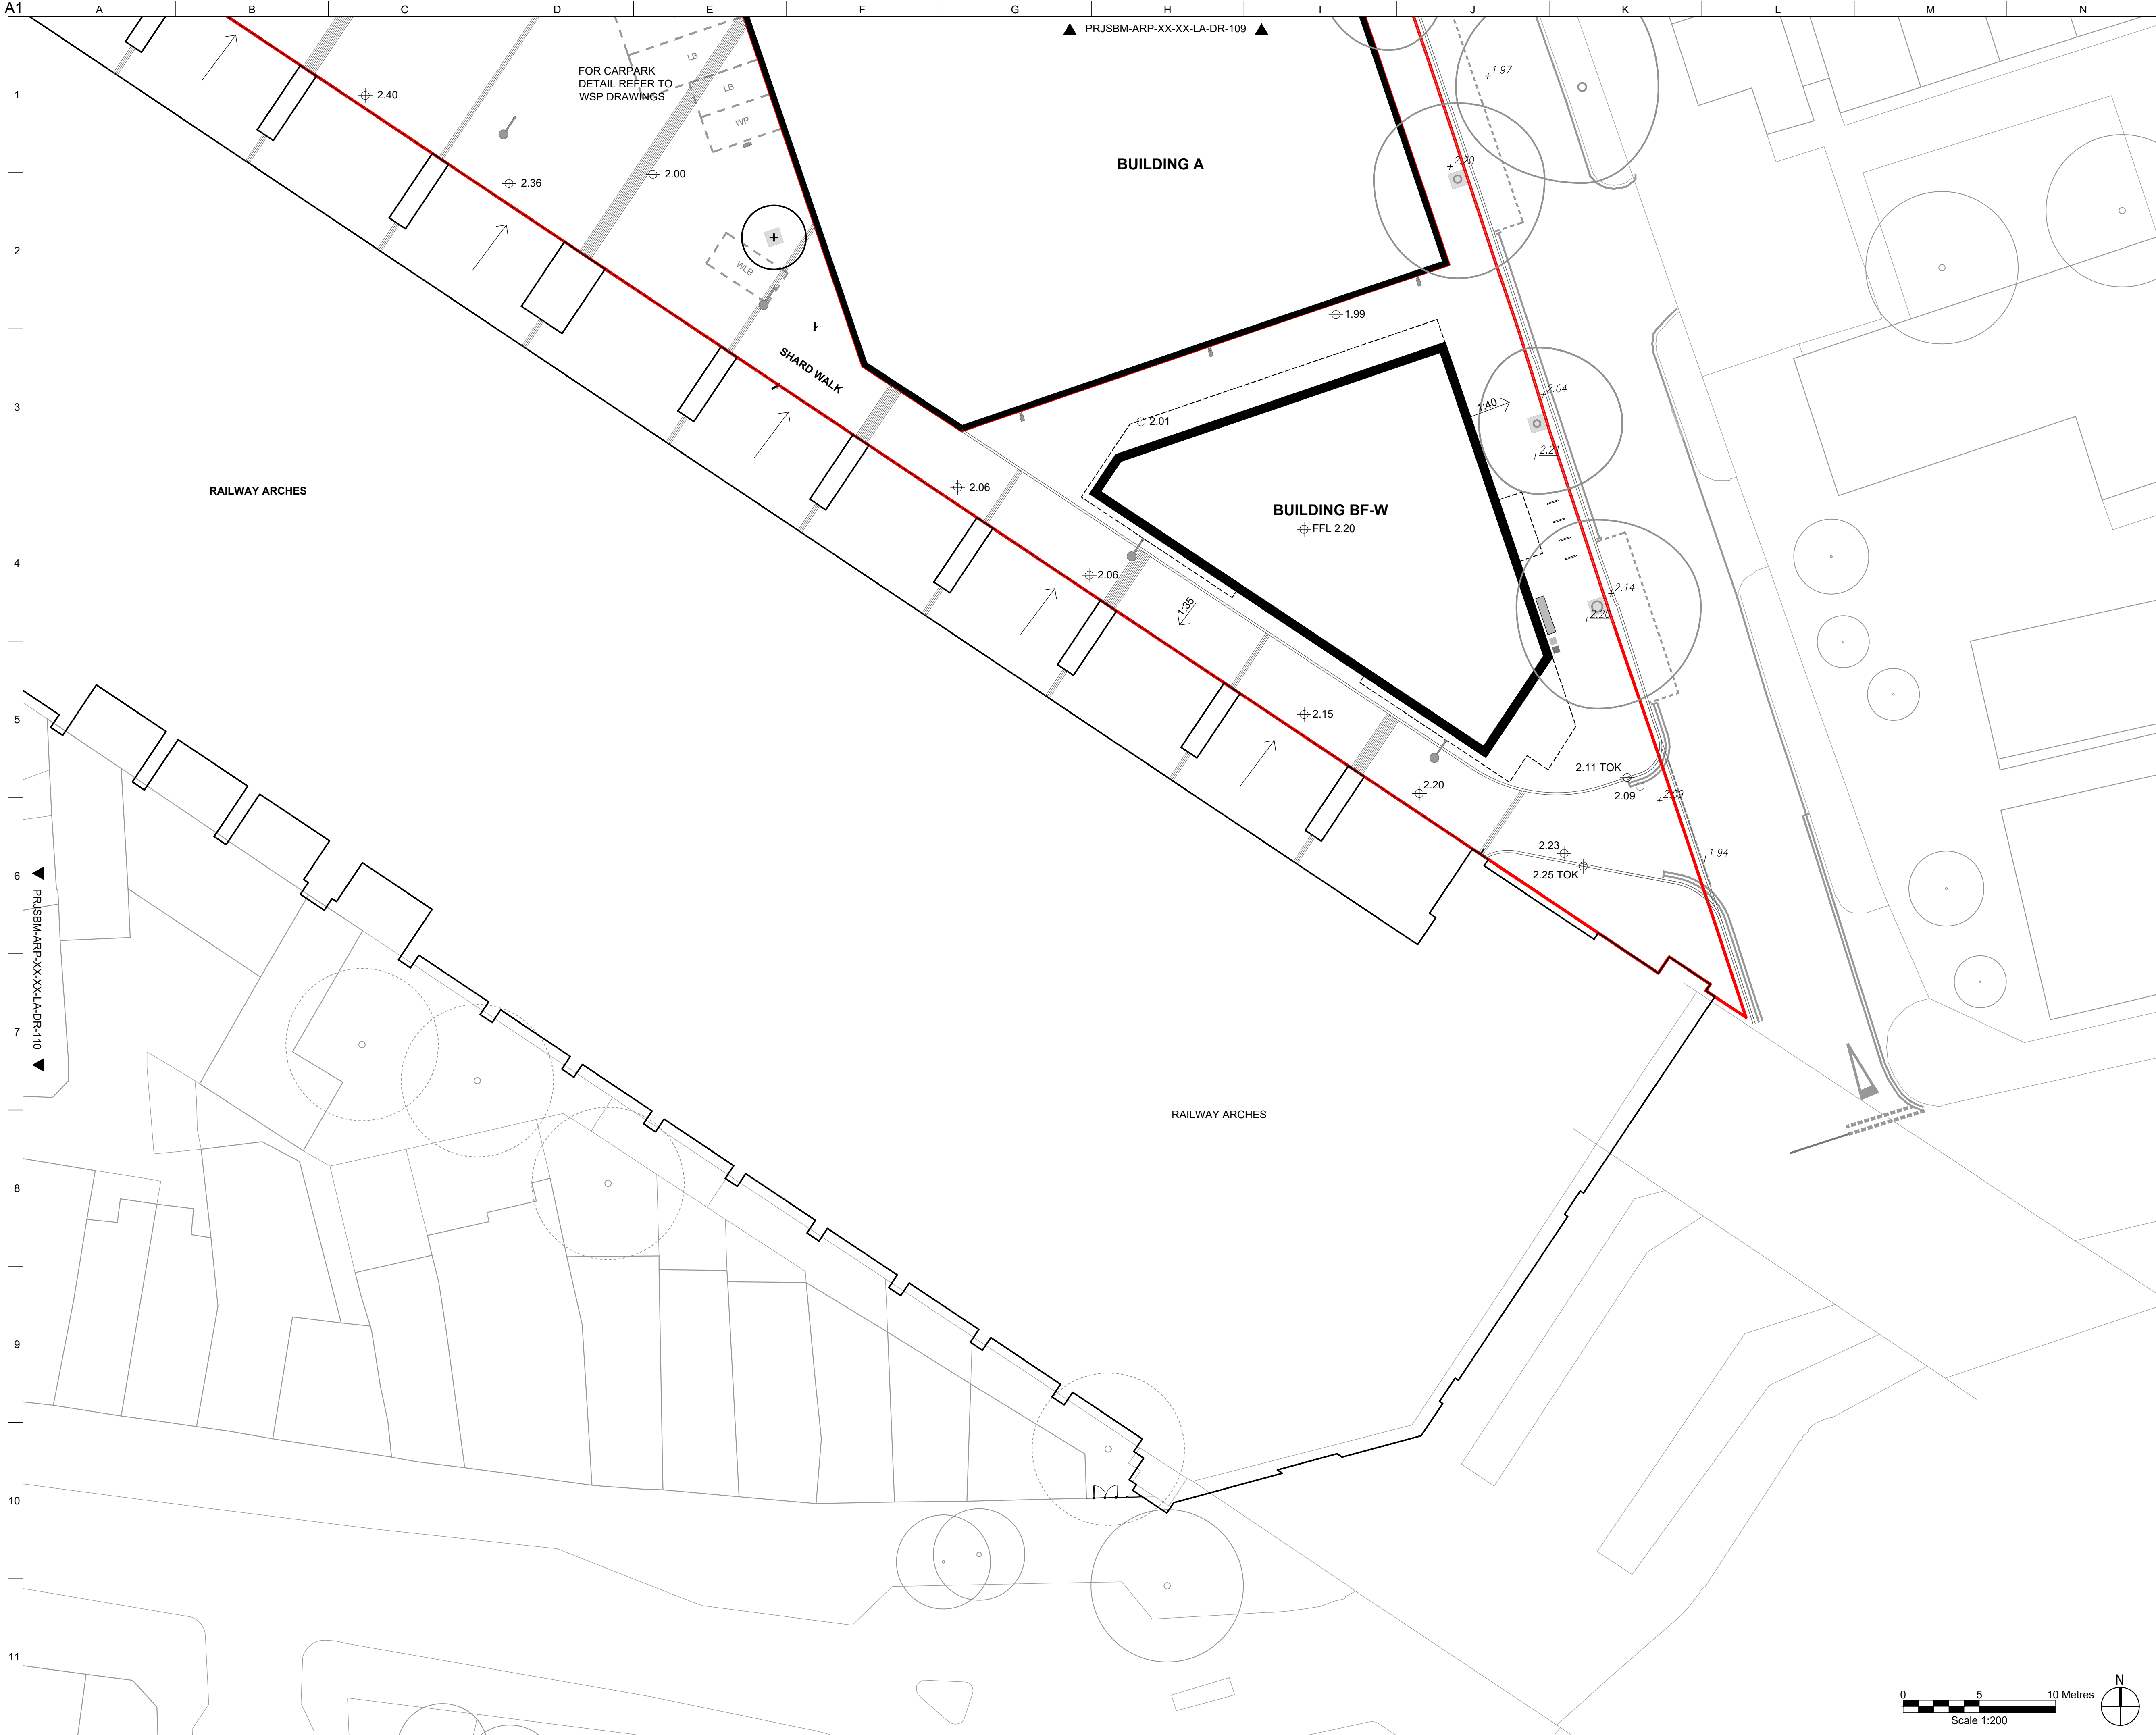 A1
A B C D E F G H I J K L M N
▲ PRJSBM-ARP-XX-XX-LA-DR-109 ▲
1
2
3
4
5
6
7
8
9
10
11
FOR CARPARK
DETAIL REFER TO
WSP DRAWINGS
LB
LB
WP
WLB
2.40
2.36
2.00
BUILDING A
1.97
2.20
1.99
SHARD WALK
2.01
1:40
2.04
2.21
RAILWAY ARCHES
2.06
BUILDING BF-W
FFL 2.20
2.06
1:35
2.14
2.20
2.15
2.20
2.11 TOK
2.09
2.09
2.23
2.25 TOK
1.94
◀ PRJSBM-ARP-XX-XX-LA-DR-110 ◀
RAILWAY ARCHES
0 5 10 Metres
Scale 1:200
N